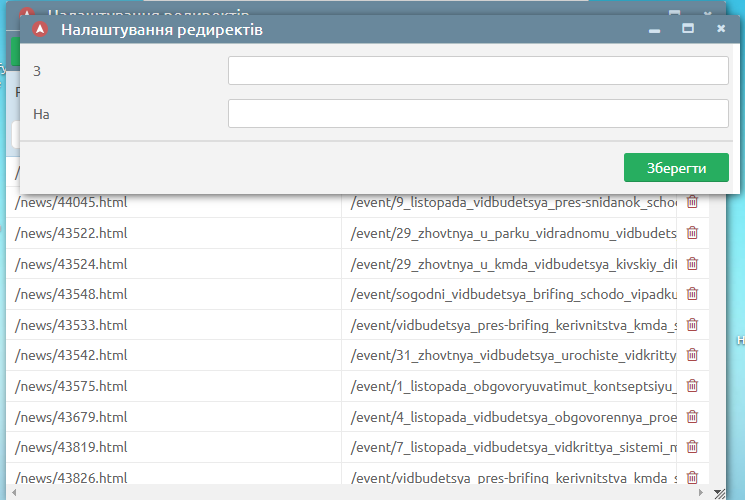 Налаштування редиректів
З
На
Зберегти
/news/44045.html /event/9_listopada_vidbudetsya_pres-snidanok_scho
/news/43522.html /event/29_zhovtnya_u_parku_vidradnomu_vidbudets
/news/43524.html /event/29_zhovtnya_u_kmda_vidbudetsya_kivskiy_dit
/news/43548.html /event/sogodni_vidbudetsya_brifing_schodo_vipadku
/news/43533.html /event/vidbudetsya_pres-brifing_kerivnitstva_kmda_s
/news/43542.html /event/31_zhovtnya_vidbudetsya_urochiste_vidkritty
/news/43575.html /event/1_listopada_obgovoryuvatimut_kontseptsiyu_
/news/43679.html /event/4_listopada_vidbudetsya_obgovorennya_proe
/news/43819.html /event/7_listopada_vidbudetsya_vidkrittya_sistemi_m
/news/43826.html /event/vidbudetsya_pres-brifing_kerivnitstva_kmda_s